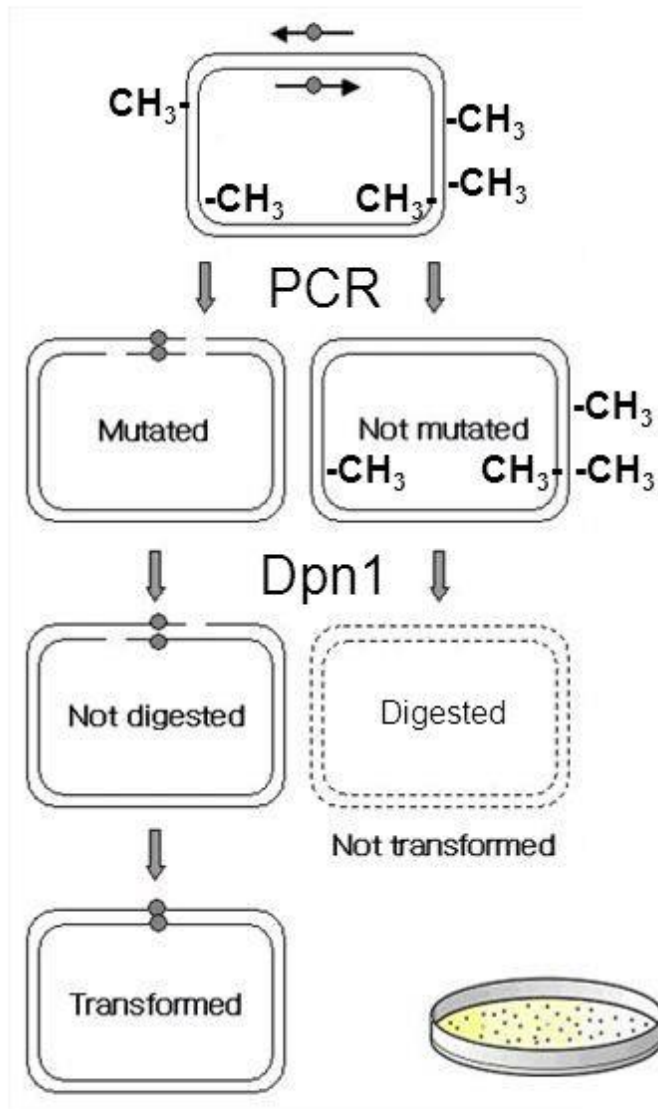 CH₃-
-CH₃
-CH₃
-CH₃ CH₃-
PCR
Mutated
Not mutated
-CH₃
-CH₃ CH₃- -CH₃
Dpn1
Not digested
Digested
Not transformed
Transformed